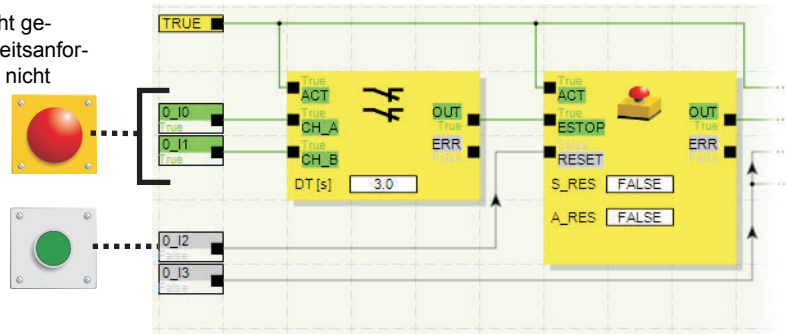 ht ge-
eitsanfor-
nicht
TRUE
0_I0
True
0_I1
True
0_I2
False
0_I3
False
True
ACT
True
CH_A
True
CH_B
OUT
True
ERR
False
DT [s] 3.0
True
ACT
True
ESTOP
False
RESET
OUT
True
ERR
False
S_RES FALSE
A_RES FALSE